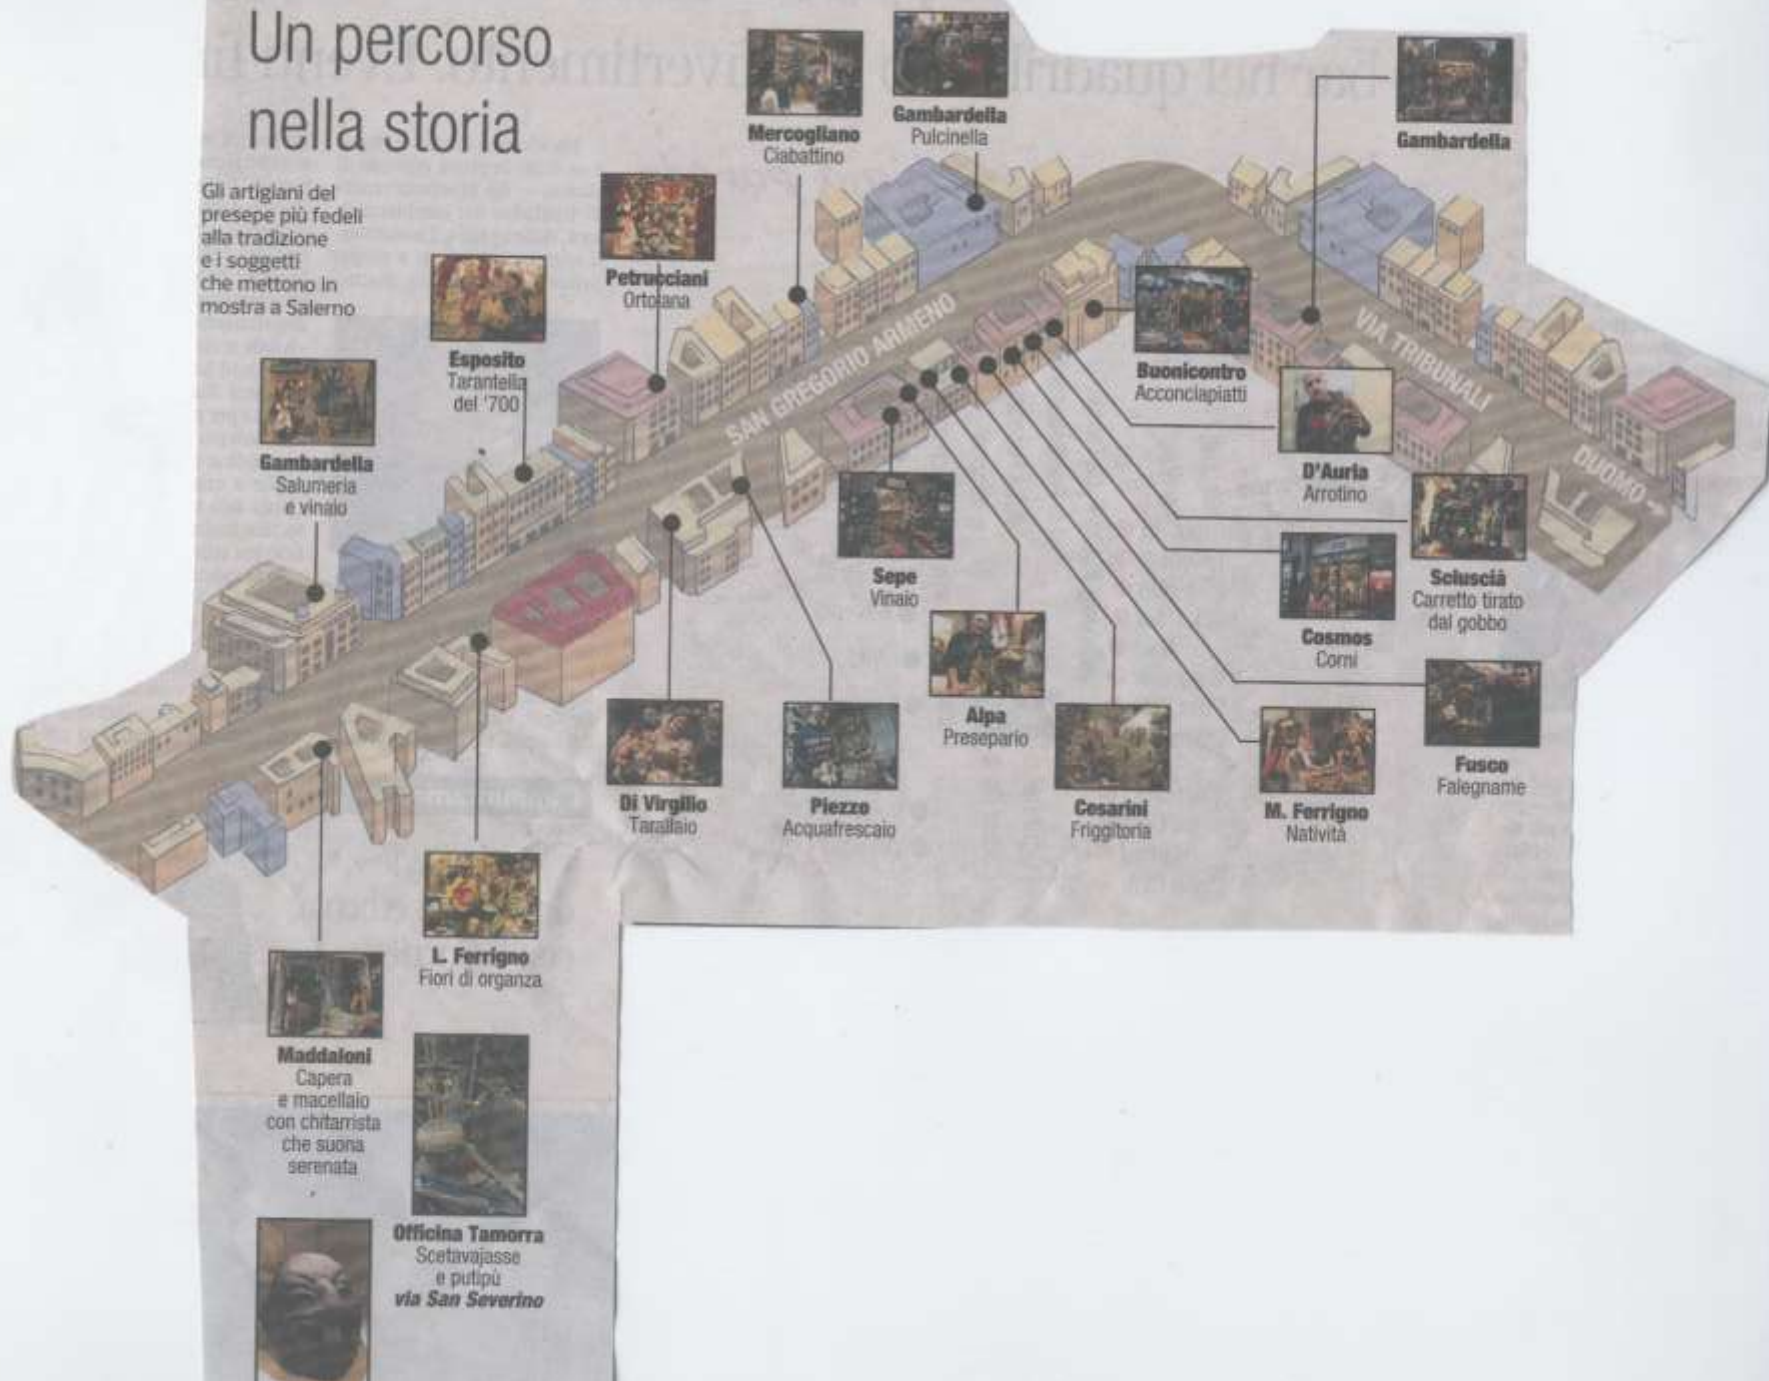 Un percorso
nella storia
Gli artigiani del
presepe più fedeli
alla tradizione
e i soggetti
che mettono in
mostra a Salerno
Mercogliano
Ciabattino
Gambardella
Pulcinella
Gambardella
Petrucciani
Ortolana
Esposito
Tarantella
del '700
Gambardella
Salumeria
e vinaio
SAN GREGORIO ARMENO
VIA TRIBUNALI
DUOMO →
Buonicontro
Acconciapiatti
D'Auria
Arrotino
Sciuscià
Carretto tirato
dal gobbo
Cosmos
Corni
Sepe
Vinaio
Alpa
Presepario
Fusco
Falegname
Di Virgilio
Tarallaio
Piezzo
Acquafrescaio
Cesarini
Friggitoria
M. Ferrigno
Natività
L. Ferrigno
Fiori di organza
Maddaloni
Capera
e macellaio
con chitarrista
che suona
serenata
Officina Tamorra
Scetavajasse
e putipù
via San Severino